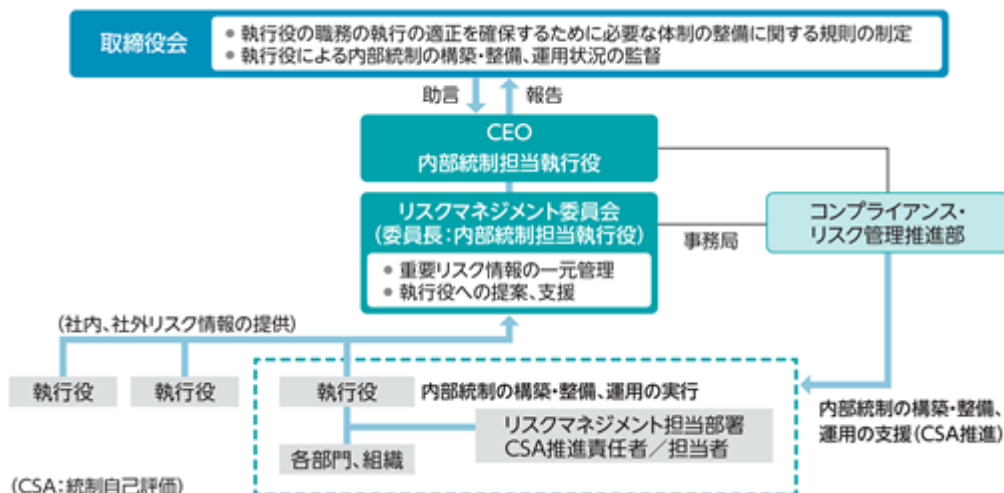 取締役会
• 執行役の職務の執行の適正を確保するために必要な体制の整備に関する規則の制定
• 執行役による内部統制の構築・整備、運用状況の監督
助言
報告
CEO
内部統制担当執行役
リスクマネジメント委員会
(委員長:内部統制担当執行役)
• 重要リスク情報の一元管理
• 執行役への提案、支援
事務局
コンプライアンス・
リスク管理推進部
(社内、社外リスク情報の提供)
執行役
執行役
執行役
内部統制の構築・整備、運用の実行
リスクマネジメント担当部署
CSA推進責任者/担当者
各部門、組織
内部統制の構築・整備、
運用の支援(CSA推進)
(CSA:統制自己評価)